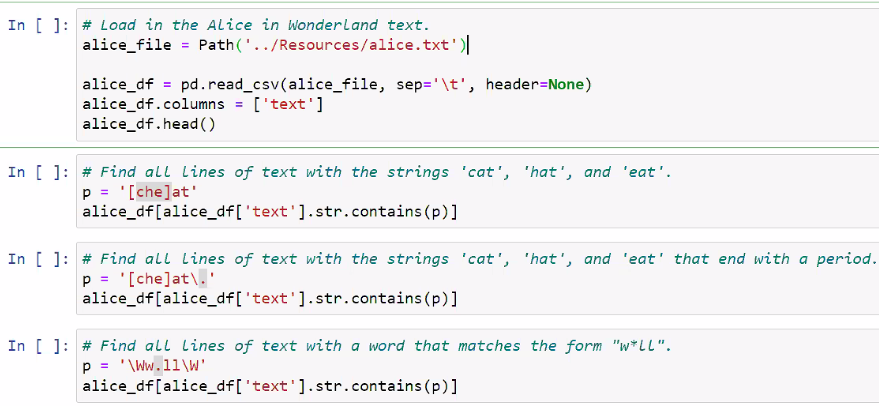 In [ ]: # Load in the Alice in Wonderland text.
alice_file = Path('../Resources/alice.txt')
alice_df = pd.read_csv(alice_file, sep='\t', header=None)
alice_df.columns = ['text']
alice_df.head()
In [ ]: # Find all lines of text with the strings 'cat', 'hat', and 'eat'.
p = '[che]at'
alice_df[alice_df['text'].str.contains(p)]
In [ ]: # Find all lines of text with the strings 'cat', 'hat', and 'eat' that end with a period.
p = '[che]at\.'
alice_df[alice_df['text'].str.contains(p)]
In [ ]: # Find all lines of text with a word that matches the form "w*ll".
p = '\Ww.ll\W'
alice_df[alice_df['text'].str.contains(p)]